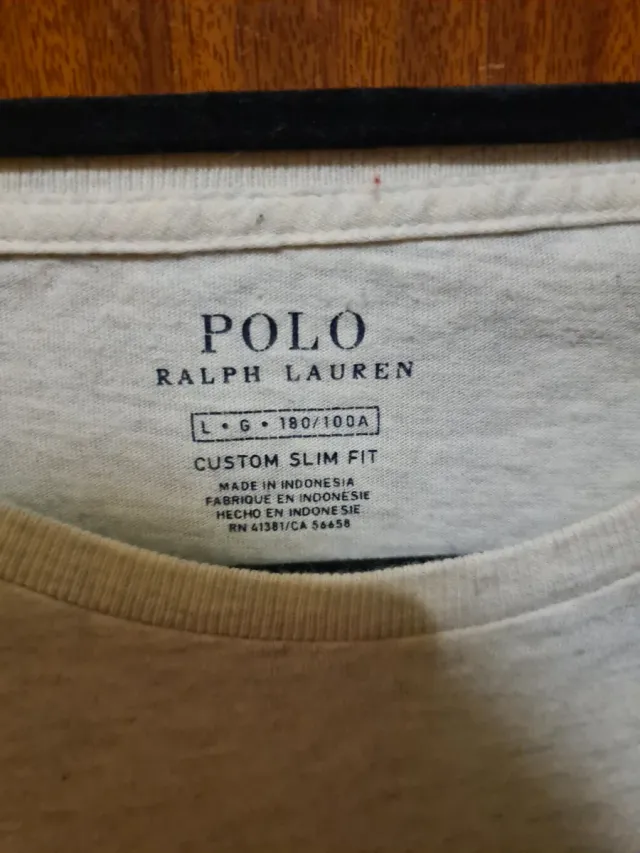 POLO
RALPH LAUREN
L • G • 180/100A
CUSTOM SLIM FIT
MADE IN INDONESIA
FABRIQUE EN INDONESIE
HECHO EN INDONESIE
RN 41381/CA 56658